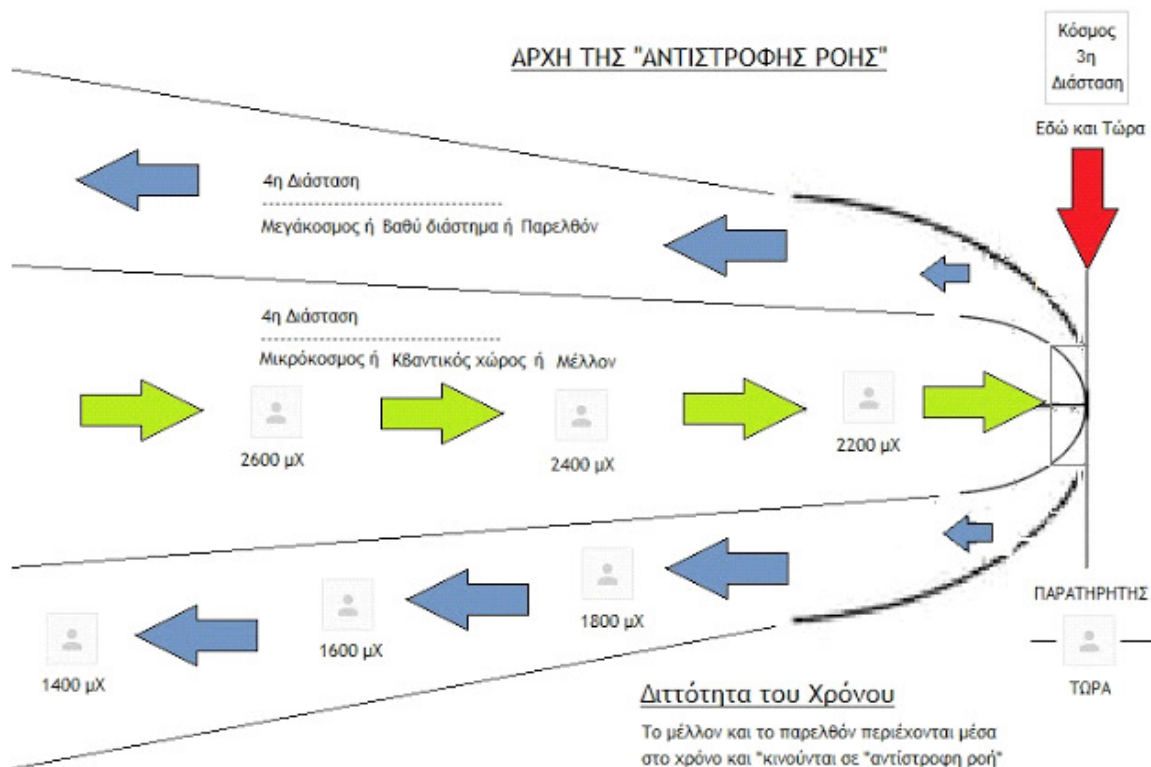 ΑΡΧΗ ΤΗΣ "ΑΝΤΙΣΤΡΟΦΗΣ ΡΟΗΣ"
Κόσμος
3η
Διάσταση
Εδώ και Τώρα
4η Διάσταση
Μεγάκοσμος ή Βαθύ διάστημα ή Παρελθόν
4η Διάσταση
Μικρόκοσμος ή Κβαντικός χώρος ή Μέλλον
2600 μΧ
2400 μΧ
2200 μΧ
1800 μΧ
1600 μΧ
1400 μΧ
ΠΑΡΑΤΗΡΗΤΗΣ
ΤΩΡΑ
Διττότητα του Χρόνου
Το μέλλον και το παρελθόν περιέχονται μέσα
στο χρόνο και "κινούνται σε "αντίστροφη ροή"